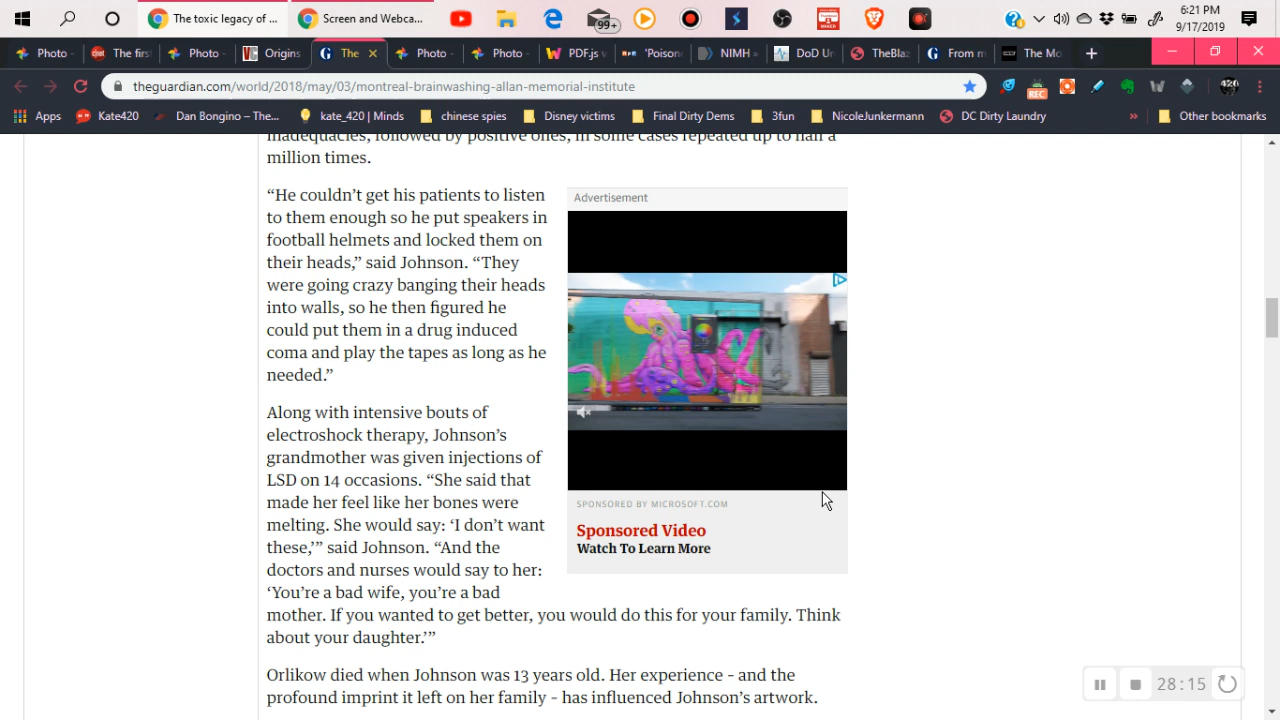 The toxic legacy of ...
Screen and Webca...
99+
6:21 PM
9/17/2019
Photo -
The first
Photo -
Origins
The
Photo -
Photo -
PDF.js v
'Poison
NIMH »
DoD Un
TheBlaz
From m
The Mo
theguardian.com/world/2018/may/03/montreal-brainwashing-allan-memorial-institute
REC
420
Apps
Kate420
Dan Bongino – The...
kate_420 | Minds
chinese spies
Disney victims
Final Dirty Dems
3fun
NicoleJunkermann
DC Dirty Laundry
»
Other bookmarks
inadequacies, followed by positive ones, in some cases repeated up to half a
million times.
“He couldn’t get his patients to listen
to them enough so he put speakers in
football helmets and locked them on
their heads,” said Johnson. “They
were going crazy banging their heads
into walls, so he then figured he
could put them in a drug induced
coma and play the tapes as long as he
needed.”
Advertisement
SPONSORED BY MICROSOFT.COM
Sponsored Video
Watch To Learn More
Along with intensive bouts of
electroshock therapy, Johnson’s
grandmother was given injections of
LSD on 14 occasions. “She said that
made her feel like her bones were
melting. She would say: ‘I don’t want
these,’” said Johnson. “And the
doctors and nurses would say to her:
‘You’re a bad wife, you’re a bad
mother. If you wanted to get better, you would do this for your family. Think
about your daughter.’”
Orlikow died when Johnson was 13 years old. Her experience – and the
profound imprint it left on her family – has influenced Johnson’s artwork.
28:15